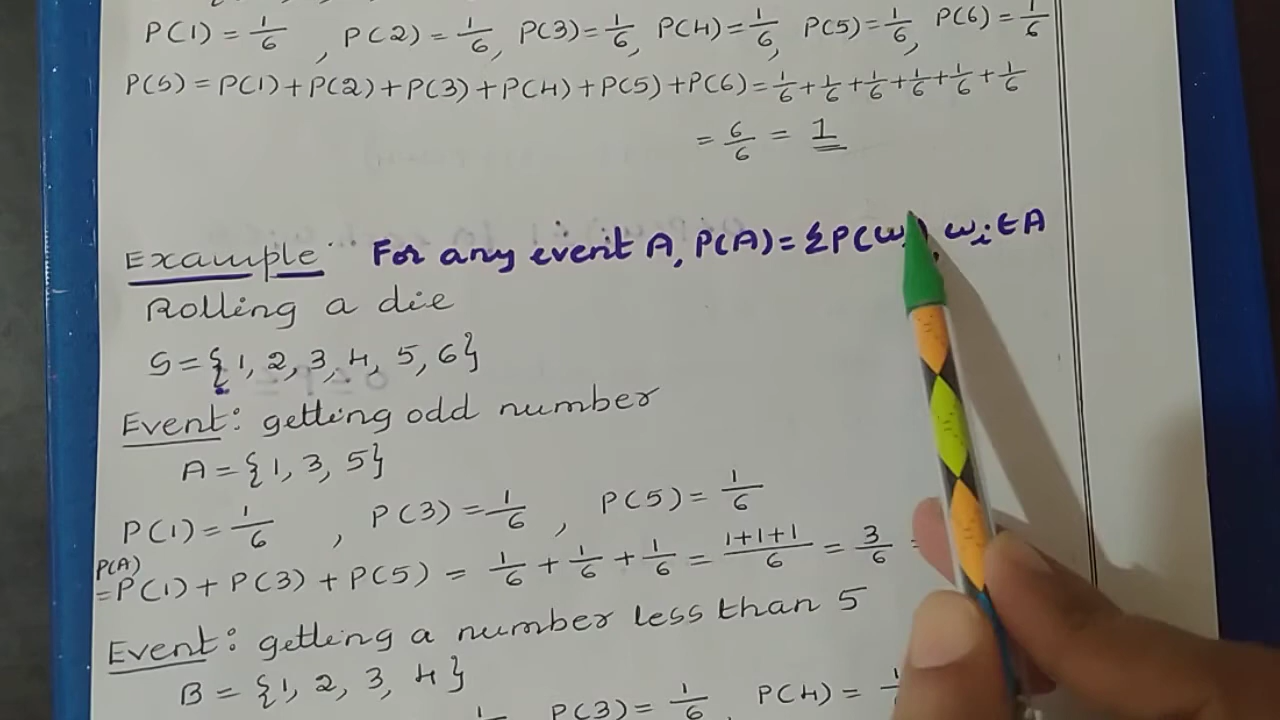 P(1) = 1/6 , P(2) = 1/6, P(3) = 1/6, P(4) = 1/6, P(5) = 1/6, P(6) = 1/6
P(S) = P(1) + P(2) + P(3) + P(4) + P(5) + P(6) = 1/6 + 1/6 + 1/6 + 1/6 + 1/6 + 1/6
= 6/6 = 1
Example: For any event A, P(A) = ΣP(ωi), ωi ∈ A
Rolling a die
S = {1, 2, 3, 4, 5, 6}
Event: getting odd number
A = {1, 3, 5}
P(1) = 1/6 , P(3) = 1/6 , P(5) = 1/6
P(A) = P(1) + P(3) + P(5) = 1/6 + 1/6 + 1/6 = 1+1+1/6 = 3/6 =
Event: getting a number less than 5
B = {1, 2, 3, 4}
P(3) = 1/6 , P(4) =